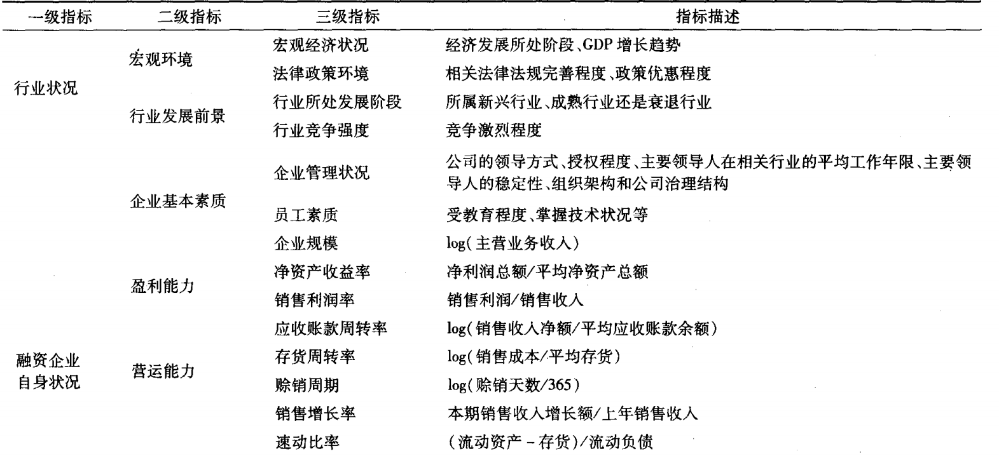 一级指标 二级指标 三级指标 指标描述
行业状况 宏观环境 宏观经济状况 经济发展所处阶段、GDP 增长趋势
法律政策环境 相关法律法规完善程度、政策优惠程度
行业发展前景 行业所处发展阶段 所属新兴行业、成熟行业还是衰退行业
行业竞争强度 竞争激烈程度
融资企业
自身状况
企业基本素质 企业管理状况 公司的领导方式、授权程度、主要领导人在相关行业的平均工作年限、主要领
导人的稳定性、组织架构和公司治理结构
员工素质 受教育程度、掌握技术状况等
企业规模 log(主营业务收入)
盈利能力 净资产收益率 净利润总额/平均净资产总额
销售利润率 销售利润/销售收入
营运能力 应收账款周转率 log(销售收入净额/平均应收账款余额)
存货周转率 log(销售成本/平均存货)
赊销周期 log(赊销天数/365)
销售增长率 本期销售收入增长额/上年销售收入
速动比率 (流动资产－存货)/流动负债